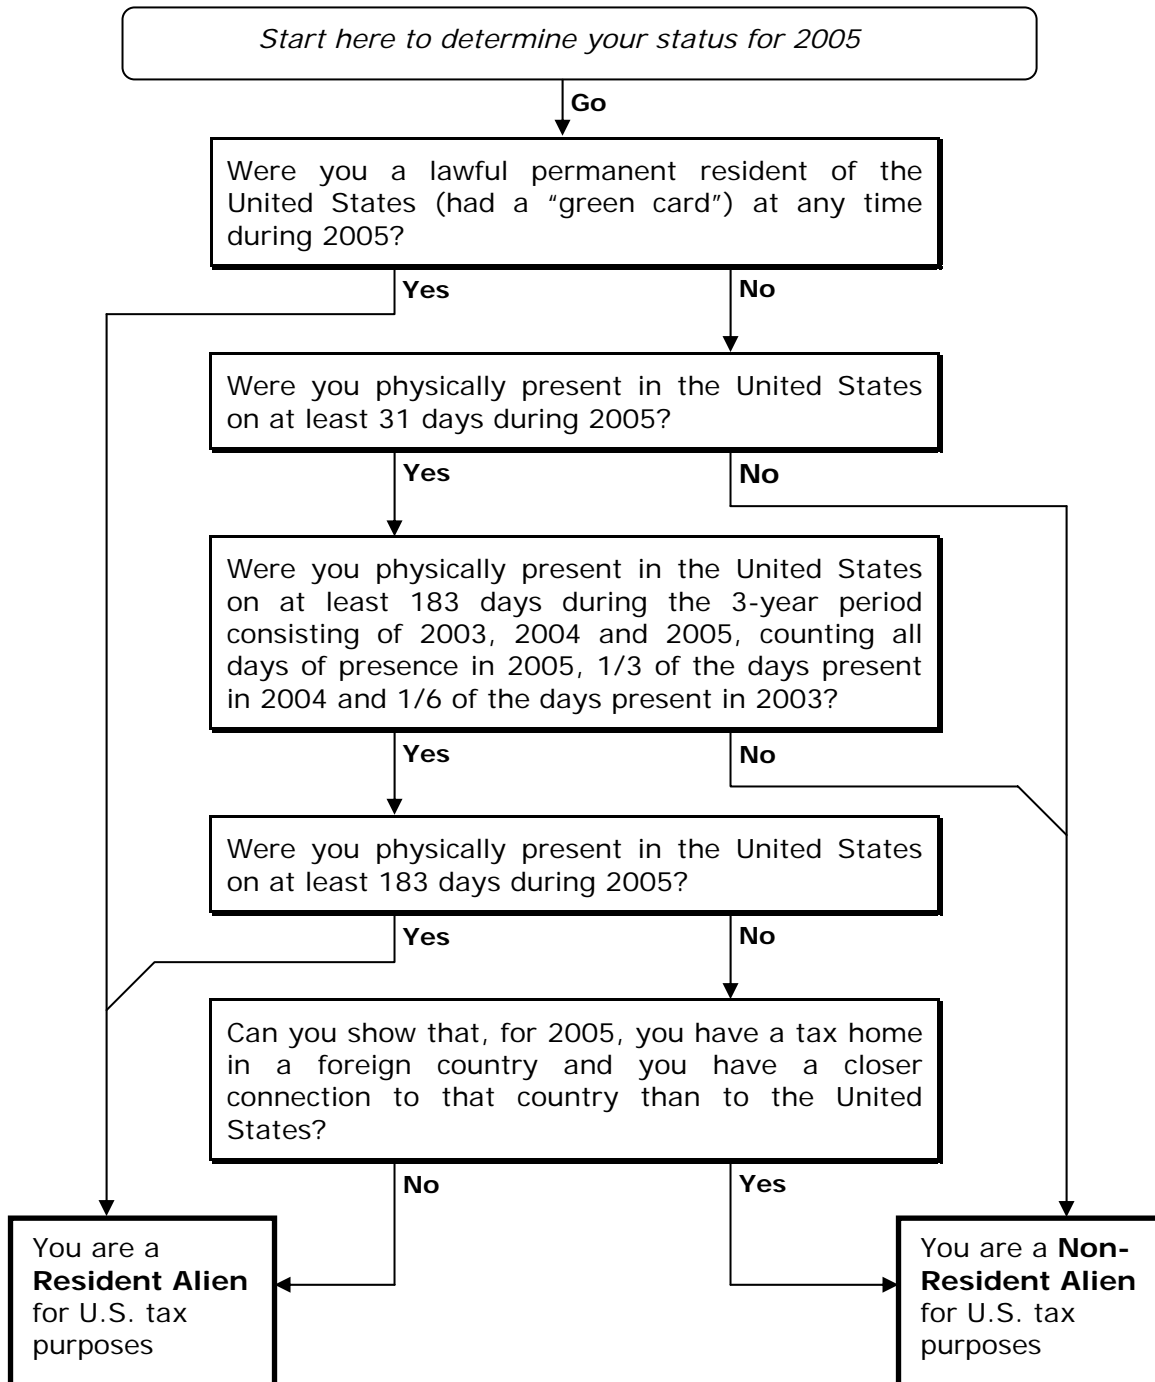 Start here to determine your status for 2005
Go
Were you a lawful permanent resident of the
United States (had a “green card”) at any time
during 2005?
Yes
No
Were you physically present in the United States
on at least 31 days during 2005?
Yes
No
Were you physically present in the United States
on at least 183 days during the 3-year period
consisting of 2003, 2004 and 2005, counting all
days of presence in 2005, 1/3 of the days present
in 2004 and 1/6 of the days present in 2003?
Yes
No
Were you physically present in the United States
on at least 183 days during 2005?
Yes
No
Can you show that, for 2005, you have a tax home
in a foreign country and you have a closer
connection to that country than to the United
States?
No
Yes
You are a
Resident Alien
for U.S. tax
purposes
You are a Non-
Resident Alien
for U.S. tax
purposes